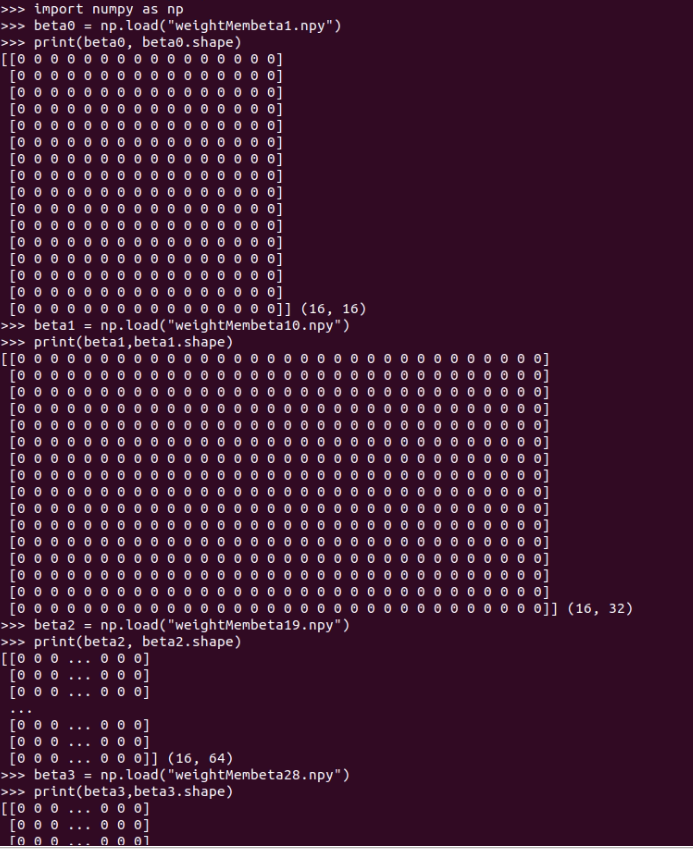 >>> import numpy as np
>>> beta0 = np.load("weightMembeta1.npy")
>>> print(beta0, beta0.shape)
[[0 0 0 0 0 0 0 0 0 0 0 0 0 0 0 0]
 [0 0 0 0 0 0 0 0 0 0 0 0 0 0 0 0]
 [0 0 0 0 0 0 0 0 0 0 0 0 0 0 0 0]
 [0 0 0 0 0 0 0 0 0 0 0 0 0 0 0 0]
 [0 0 0 0 0 0 0 0 0 0 0 0 0 0 0 0]
 [0 0 0 0 0 0 0 0 0 0 0 0 0 0 0 0]
 [0 0 0 0 0 0 0 0 0 0 0 0 0 0 0 0]
 [0 0 0 0 0 0 0 0 0 0 0 0 0 0 0 0]
 [0 0 0 0 0 0 0 0 0 0 0 0 0 0 0 0]
 [0 0 0 0 0 0 0 0 0 0 0 0 0 0 0 0]
 [0 0 0 0 0 0 0 0 0 0 0 0 0 0 0 0]
 [0 0 0 0 0 0 0 0 0 0 0 0 0 0 0 0]
 [0 0 0 0 0 0 0 0 0 0 0 0 0 0 0 0]
 [0 0 0 0 0 0 0 0 0 0 0 0 0 0 0 0]
 [0 0 0 0 0 0 0 0 0 0 0 0 0 0 0 0]
 [0 0 0 0 0 0 0 0 0 0 0 0 0 0 0 0]] (16, 16)
>>> beta1 = np.load("weightMembeta10.npy")
>>> print(beta1,beta1.shape)
[[0 0 0 0 0 0 0 0 0 0 0 0 0 0 0 0 0 0 0 0 0 0 0 0 0 0 0 0 0 0 0 0]
 [0 0 0 0 0 0 0 0 0 0 0 0 0 0 0 0 0 0 0 0 0 0 0 0 0 0 0 0 0 0 0 0]
 [0 0 0 0 0 0 0 0 0 0 0 0 0 0 0 0 0 0 0 0 0 0 0 0 0 0 0 0 0 0 0 0]
 [0 0 0 0 0 0 0 0 0 0 0 0 0 0 0 0 0 0 0 0 0 0 0 0 0 0 0 0 0 0 0 0]
 [0 0 0 0 0 0 0 0 0 0 0 0 0 0 0 0 0 0 0 0 0 0 0 0 0 0 0 0 0 0 0 0]
 [0 0 0 0 0 0 0 0 0 0 0 0 0 0 0 0 0 0 0 0 0 0 0 0 0 0 0 0 0 0 0 0]
 [0 0 0 0 0 0 0 0 0 0 0 0 0 0 0 0 0 0 0 0 0 0 0 0 0 0 0 0 0 0 0 0]
 [0 0 0 0 0 0 0 0 0 0 0 0 0 0 0 0 0 0 0 0 0 0 0 0 0 0 0 0 0 0 0 0]
 [0 0 0 0 0 0 0 0 0 0 0 0 0 0 0 0 0 0 0 0 0 0 0 0 0 0 0 0 0 0 0 0]
 [0 0 0 0 0 0 0 0 0 0 0 0 0 0 0 0 0 0 0 0 0 0 0 0 0 0 0 0 0 0 0 0]
 [0 0 0 0 0 0 0 0 0 0 0 0 0 0 0 0 0 0 0 0 0 0 0 0 0 0 0 0 0 0 0 0]
 [0 0 0 0 0 0 0 0 0 0 0 0 0 0 0 0 0 0 0 0 0 0 0 0 0 0 0 0 0 0 0 0]
 [0 0 0 0 0 0 0 0 0 0 0 0 0 0 0 0 0 0 0 0 0 0 0 0 0 0 0 0 0 0 0 0]
 [0 0 0 0 0 0 0 0 0 0 0 0 0 0 0 0 0 0 0 0 0 0 0 0 0 0 0 0 0 0 0 0]
 [0 0 0 0 0 0 0 0 0 0 0 0 0 0 0 0 0 0 0 0 0 0 0 0 0 0 0 0 0 0 0 0]
 [0 0 0 0 0 0 0 0 0 0 0 0 0 0 0 0 0 0 0 0 0 0 0 0 0 0 0 0 0 0 0 0]] (16, 32)
>>> beta2 = np.load("weightMembeta19.npy")
>>> print(beta2, beta2.shape)
[[0 0 0 ... 0 0 0]
 [0 0 0 ... 0 0 0]
 [0 0 0 ... 0 0 0]
 ...
 [0 0 0 ... 0 0 0]
 [0 0 0 ... 0 0 0]
 [0 0 0 ... 0 0 0]] (16, 64)
>>> beta3 = np.load("weightMembeta28.npy")
>>> print(beta3,beta3.shape)
[[0 0 0 ... 0 0 0]
 [0 0 0 ... 0 0 0]
 [0 0 0 ... 0 0 0]